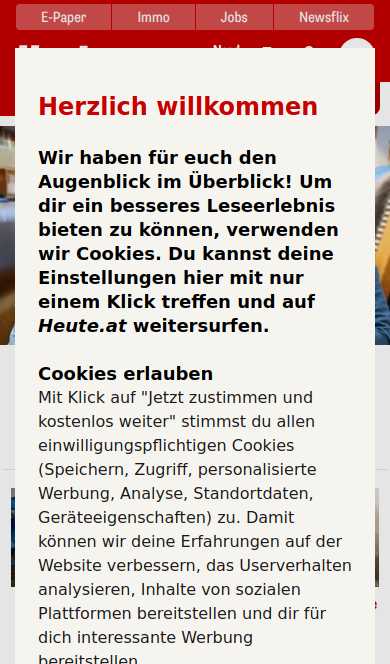 E-Paper Immo Jobs Newsflix
Herzlich willkommen
Wir haben für euch den
Augenblick im Überblick! Um
dir ein besseres Leseerlebnis
bieten zu können, verwenden
wir Cookies. Du kannst deine
Einstellungen hier mit nur
einem Klick treffen und auf
Heute.at weitersurfen.
Cookies erlauben
Mit Klick auf "Jetzt zustimmen und
kostenlos weiter" stimmst du allen
einwilligungspflichtigen Cookies
(Speichern, Zugriff, personalisierte
Werbung, Analyse, Standortdaten,
Geräteeigenschaften) zu. Damit
können wir deine Erfahrungen auf der
Website verbessern, das Userverhalten
analysieren, Inhalte von sozialen
Plattformen bereitstellen und dir für
dich interessante Werbung
bereitstellen